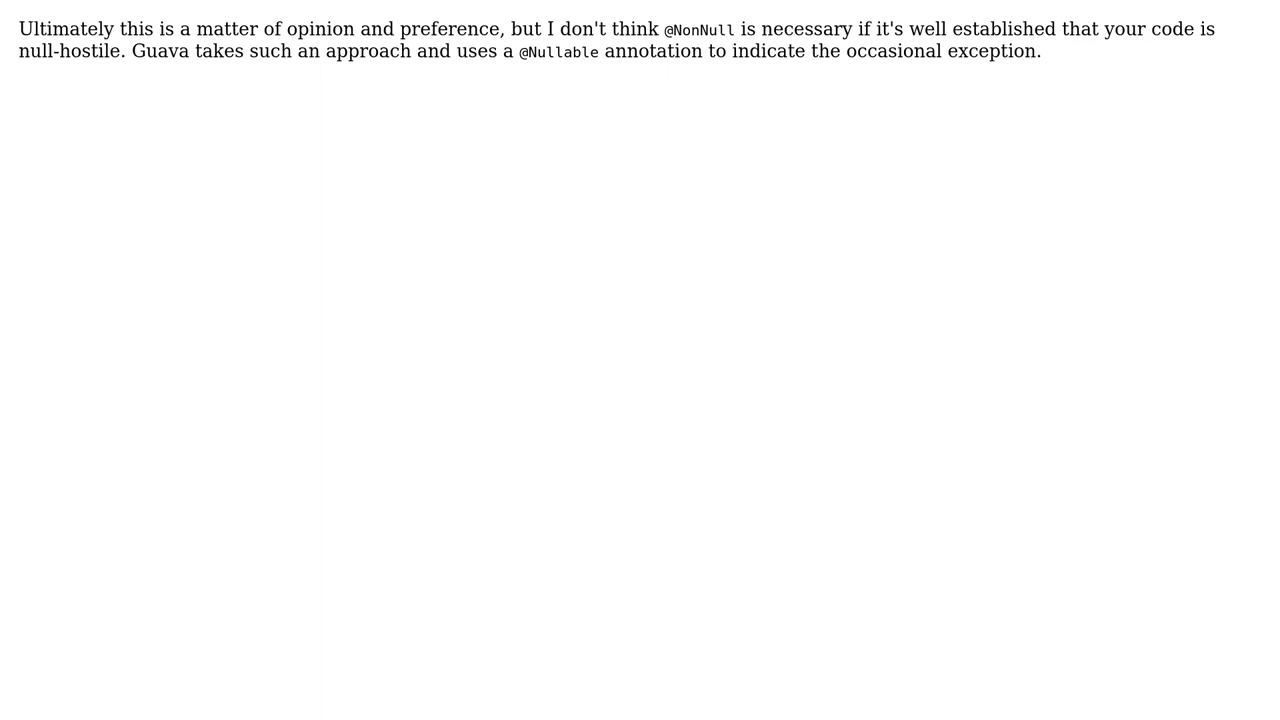 Ultimately this is a matter of opinion and preference, but I don't think @NonNull is necessary if it's well established that your code is
null-hostile. Guava takes such an approach and uses a @Nullable annotation to indicate the occasional exception.